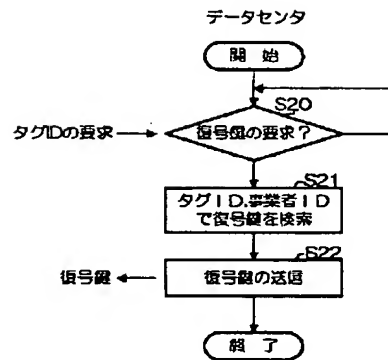 データセンタ
開 始
S20
タグIDの要求
復号鍵の要求?
S21
タグID,事業者ID
で復号鍵を検索
S22
復号鍵
復号鍵の送信
終 了